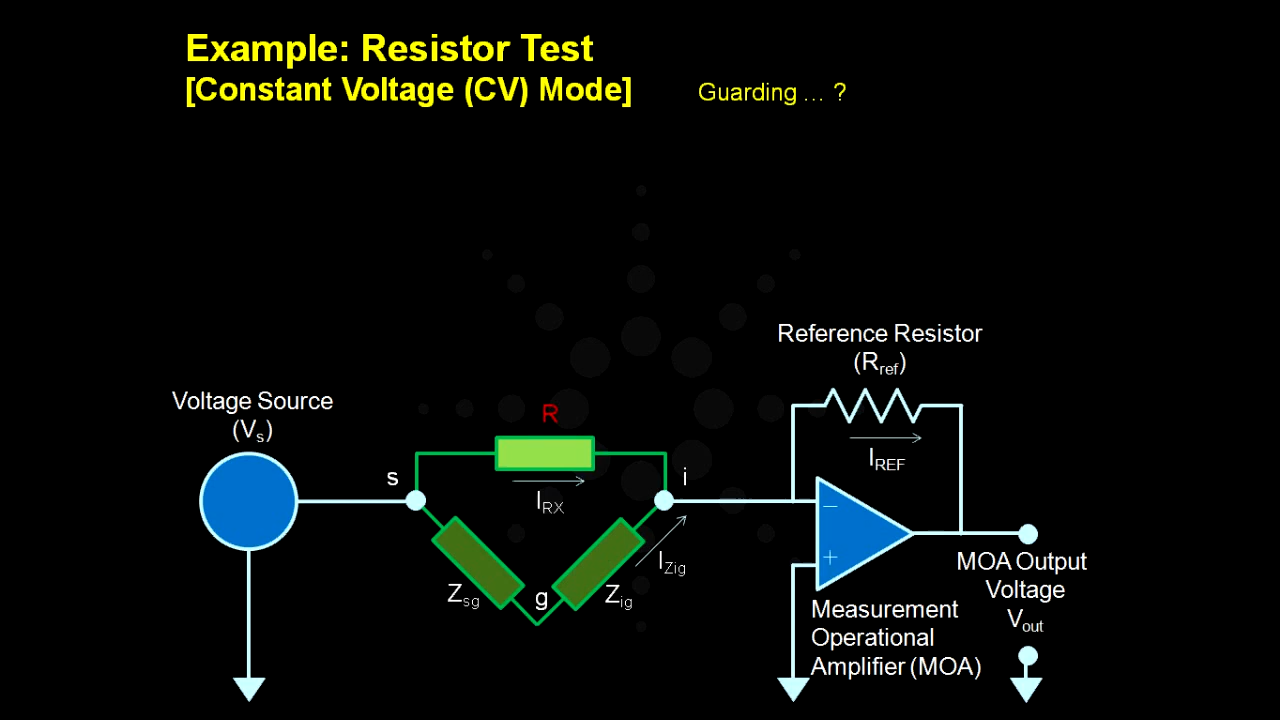 Example: Resistor Test
[Constant Voltage (CV) Mode]
Guarding ... ?
Reference Resistor
(Rref)
Voltage Source
(Vs)
R
s
i
IREF
IRX
IZig
Zsg
g
Zig
−
+
MOA Output
Voltage
Vout
Measurement
Operational
Amplifier (MOA)